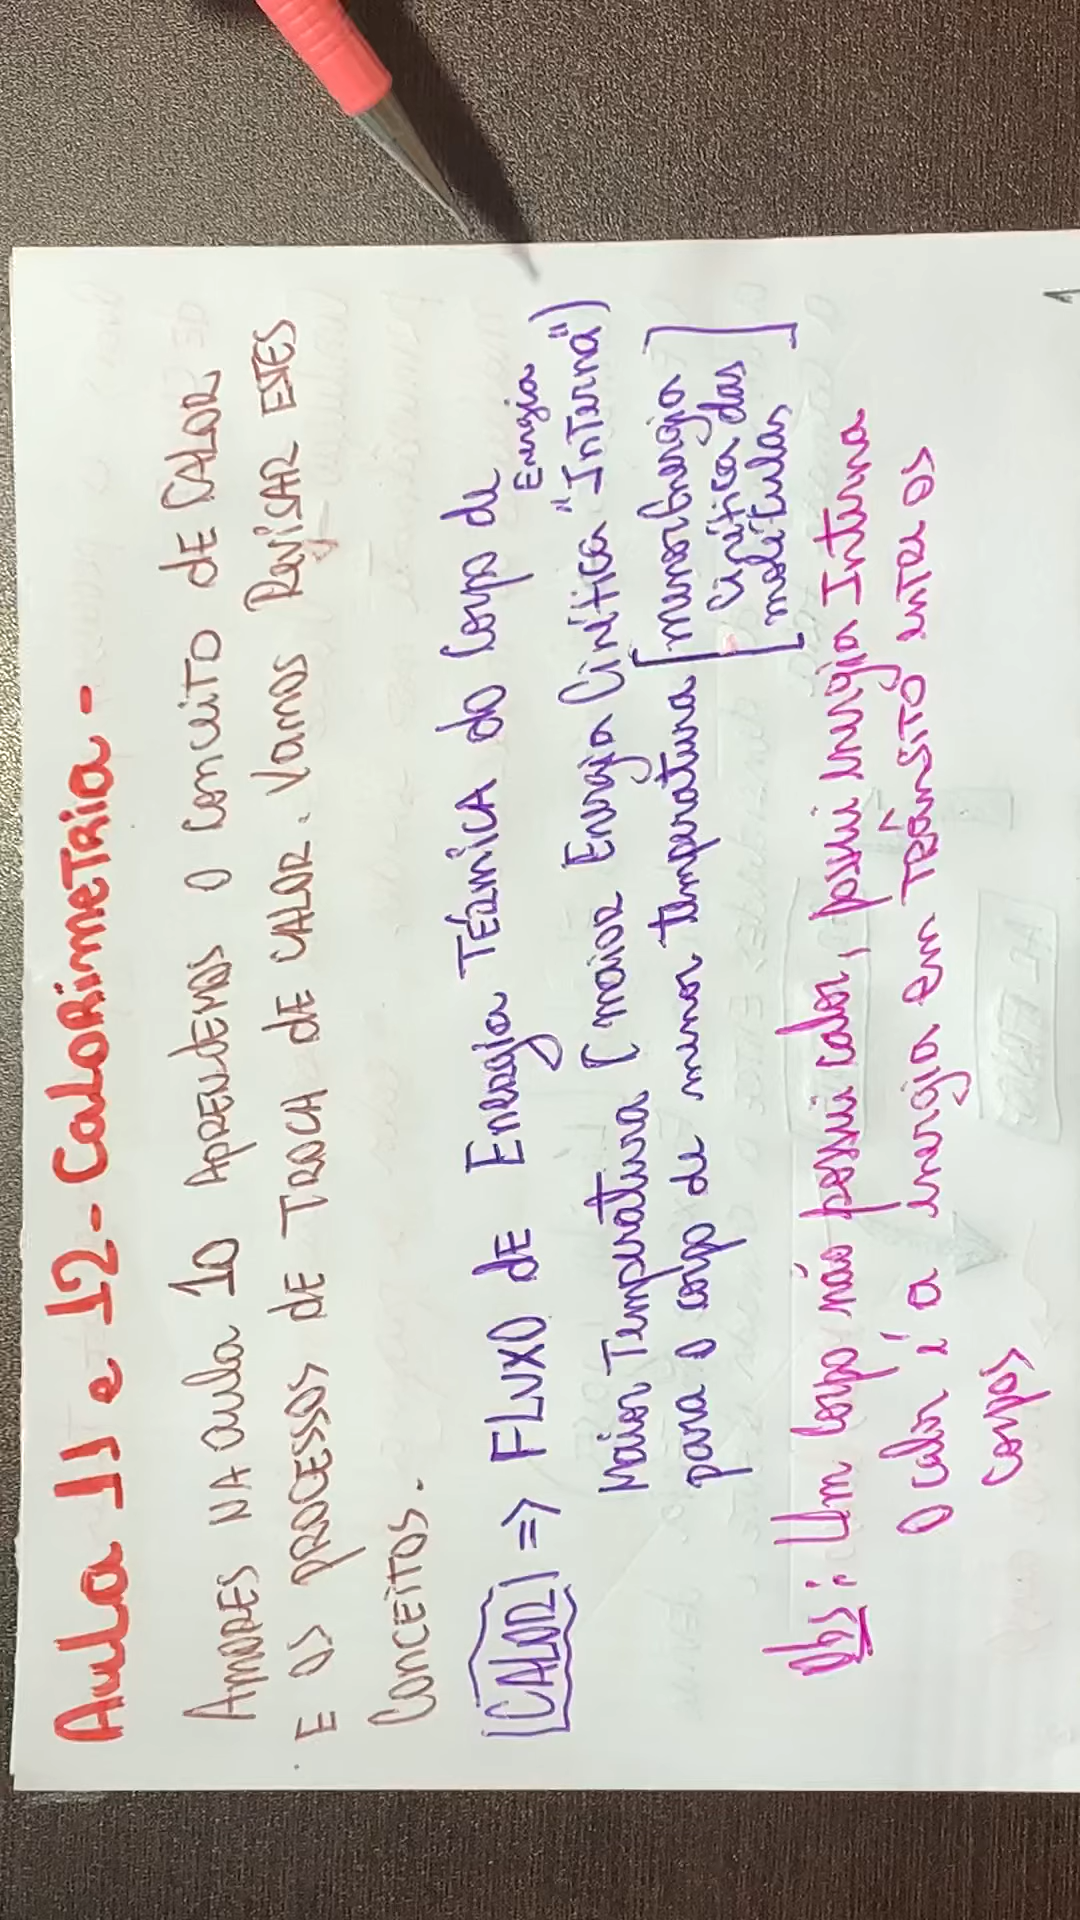 Aula 11 e 12 - CaloRimeTRia -
AMORES NA aula 10 APRENDEMOS O CONCEITO dE CALOR
E OS PROCESSOS DE TROCA DE CALOR. Vamos REVISAR ESTES
CONCEITOS.
CALOR => FLUXO dE Energia TÉRMICA do Corpo de
Maior Temperatura (maior Energia Cinética "Interna")
Energia
para o corpo de menor temperatura [menor Energia
Cinética das
moléculas]
Obs: Um Corpo não possui calor, possui energia Interna
O calor é a energia em TRÂNSITO entre os
corpos
1